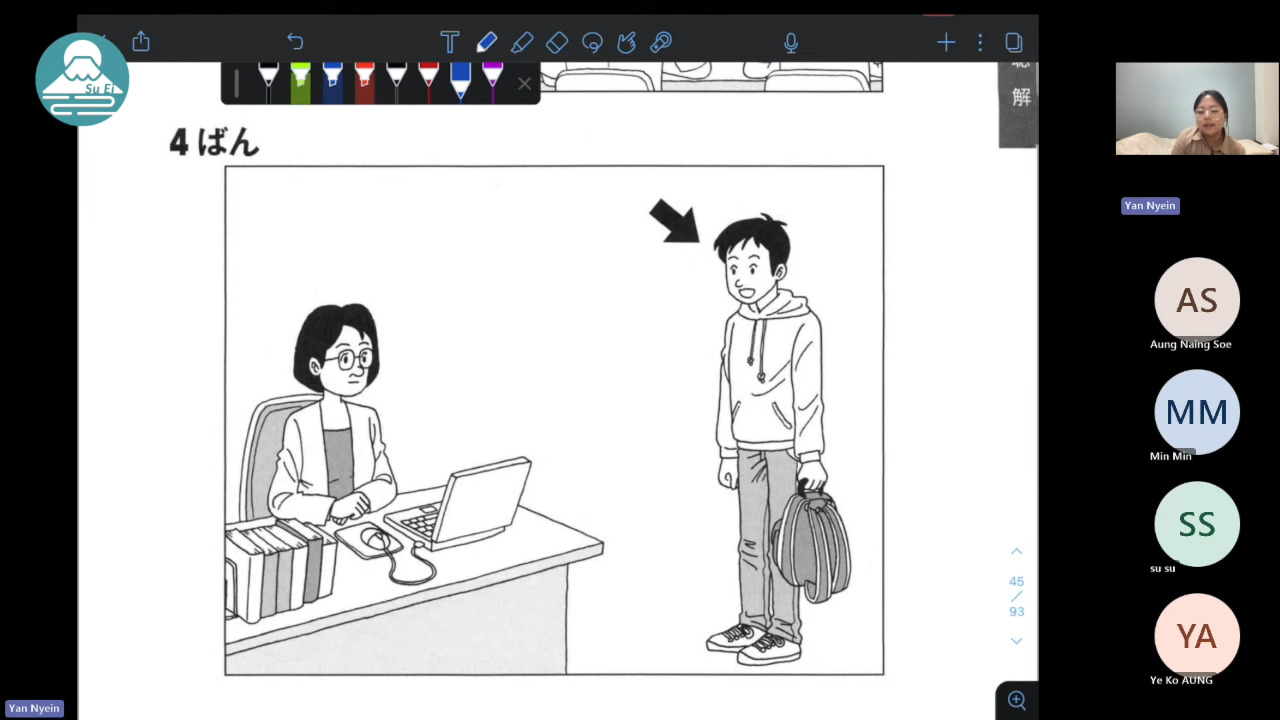 Su Ei
解
4 ばん
45
93
Yan Nyein
AS
Aung Naing Soe
MM
Min Min
SS
su su
YA
Ye Ko AUNG
Yan Nyein